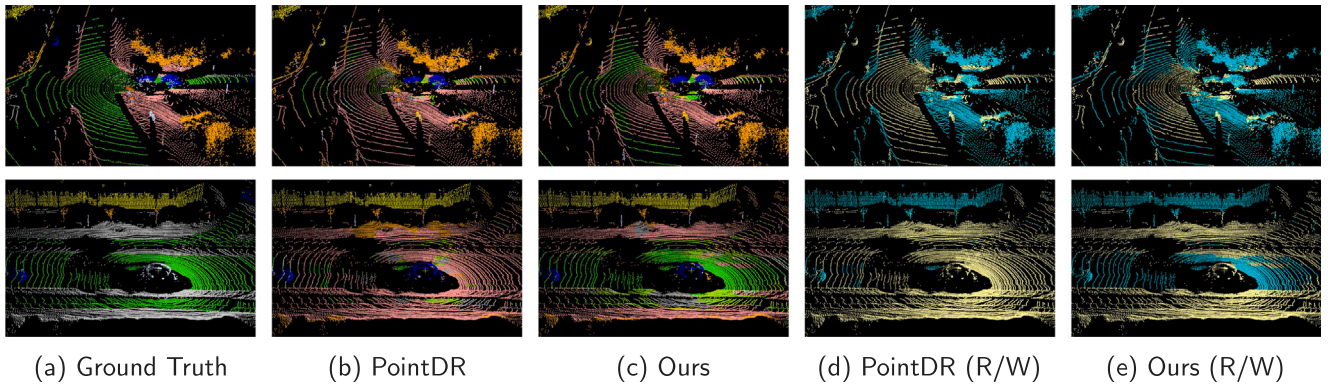 (a) Ground Truth
(b) PointDR
(c) Ours
(d) PointDR (R/W)
(e) Ours (R/W)